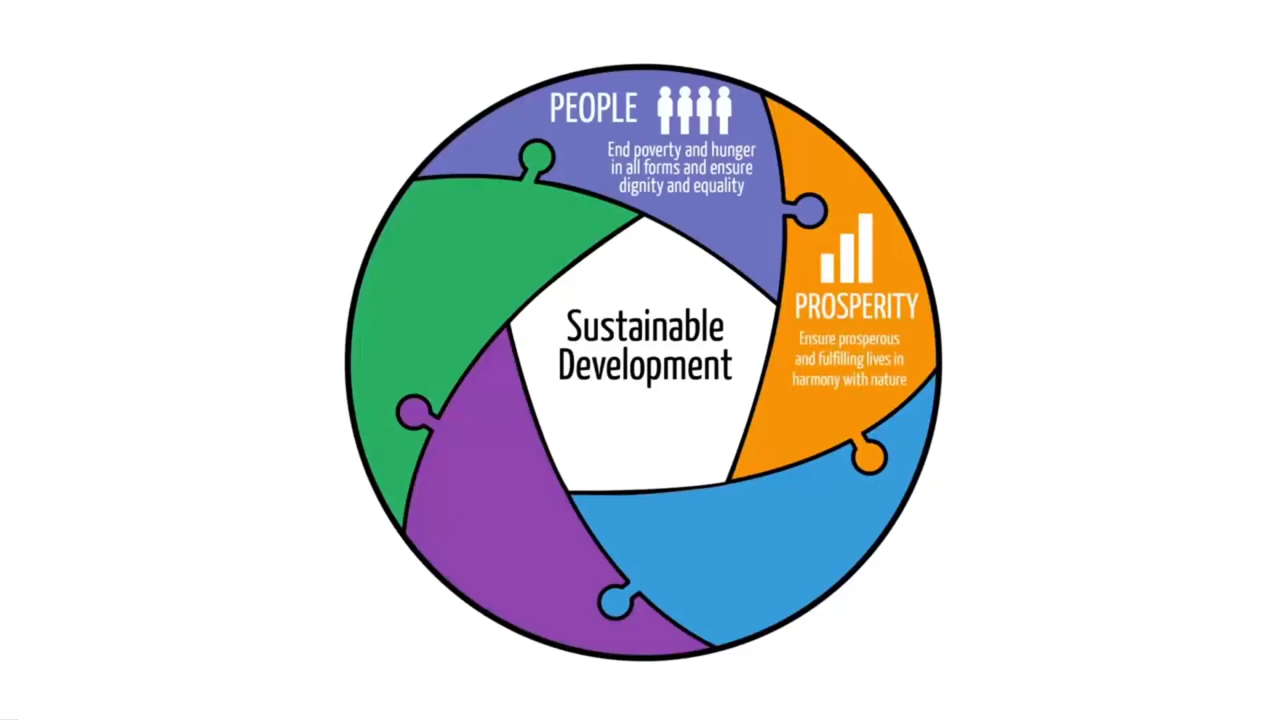 PEOPLE
End poverty and hunger
in all forms and ensure
dignity and equality
PROSPERITY
Ensure prosperous
and fulfilling lives in
harmony with nature
Sustainable
Development